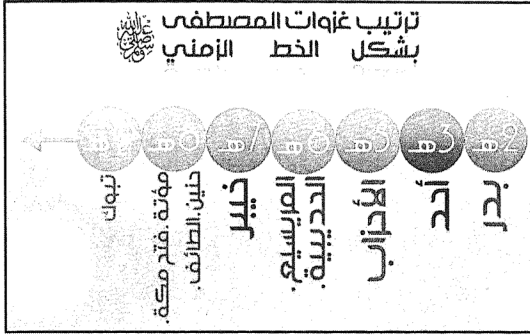 ترتيب غزوات المصطفى ﷺ
بشكل الخط الزمني
2هـ
3هـ
5هـ
6هـ
7هـ
8هـ
9هـ
بدر
أحد
الأحزاب
الحديبية.
المريسيع.
خيبر
حنين.الطائف.
مؤتة.فتح مكة.
تبوك